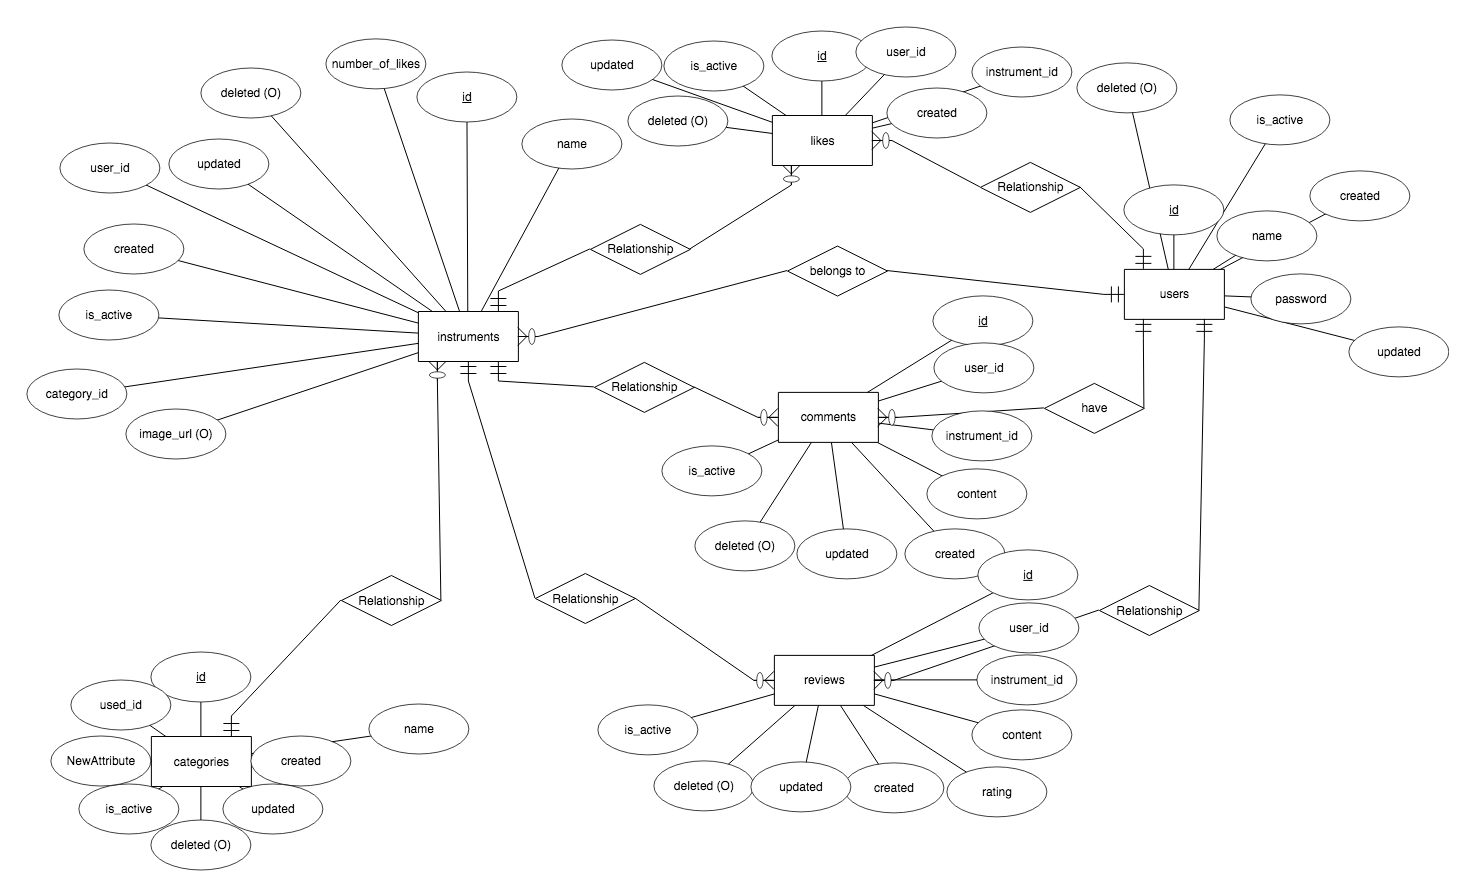 number_of_likes
deleted (O)
id
user_id
updated
name
created
is_active
category_id
image_url (O)
instruments
updated
is_active
id
user_id
instrument_id
deleted (O)
created
likes
Relationship
Relationship
belongs to
deleted (O)
is_active
id
created
name
users
password
updated
id
user_id
Relationship
comments
have
instrument_id
is_active
content
deleted (O)
updated
created
Relationship
Relationship
id
user_id
Relationship
reviews
instrument_id
is_active
content
deleted (O)
updated
created
rating
id
used_id
name
NewAttribute
categories
created
is_active
updated
deleted (O)